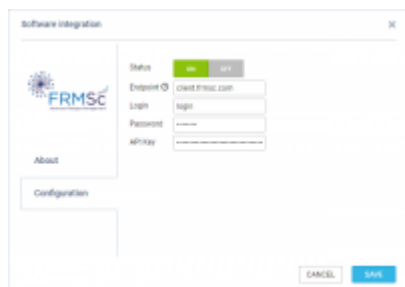 Software integration
FRMSc
Status ON OFF
Endpoint client.frmsc.com
Login login
Password
API Key
About
Configuration
CANCEL SAVE